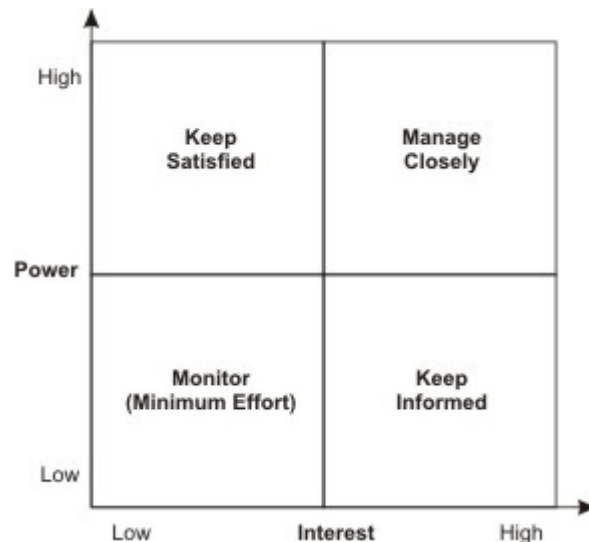 High
Keep
Satisfied
Manage
Closely
Power
Monitor
(Minimum Effort)
Keep
Informed
Low
Low
Interest
High